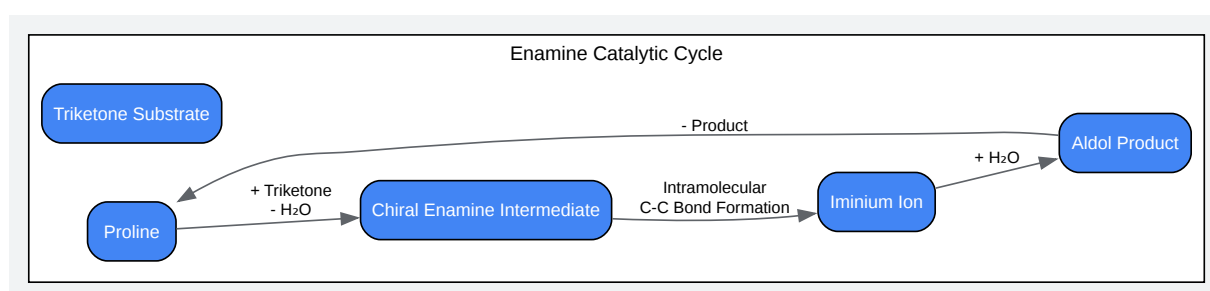 Enamine Catalytic Cycle
Triketone Substrate
- Product
Aldol Product
+ H₂O
+ Triketone
- H₂O
Intramolecular
C-C Bond Formation
Chiral Enamine Intermediate
Iminium Ion
Proline